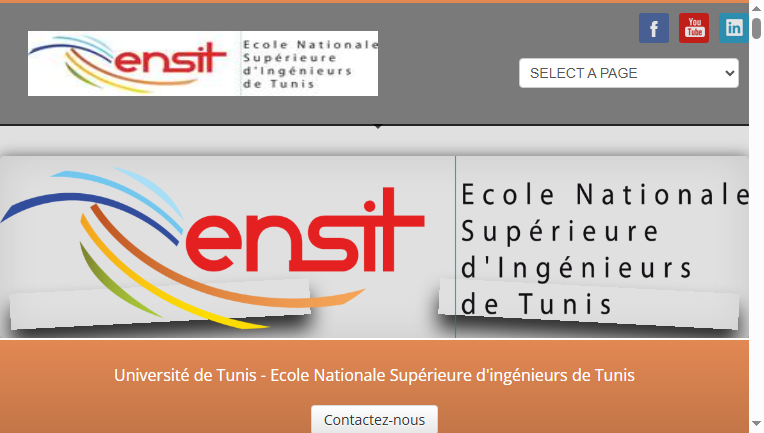 ensit
Ecole Nationale
Supérieure
d'Ingénieurs
de Tunis
f
You
Tube
in
SELECT A PAGE
ensit
Ecole Nationale
Supérieure
d'Ingénieurs
de Tunis
Université de Tunis - Ecole Nationale Supérieure d'ingénieurs de Tunis
Contactez-nous